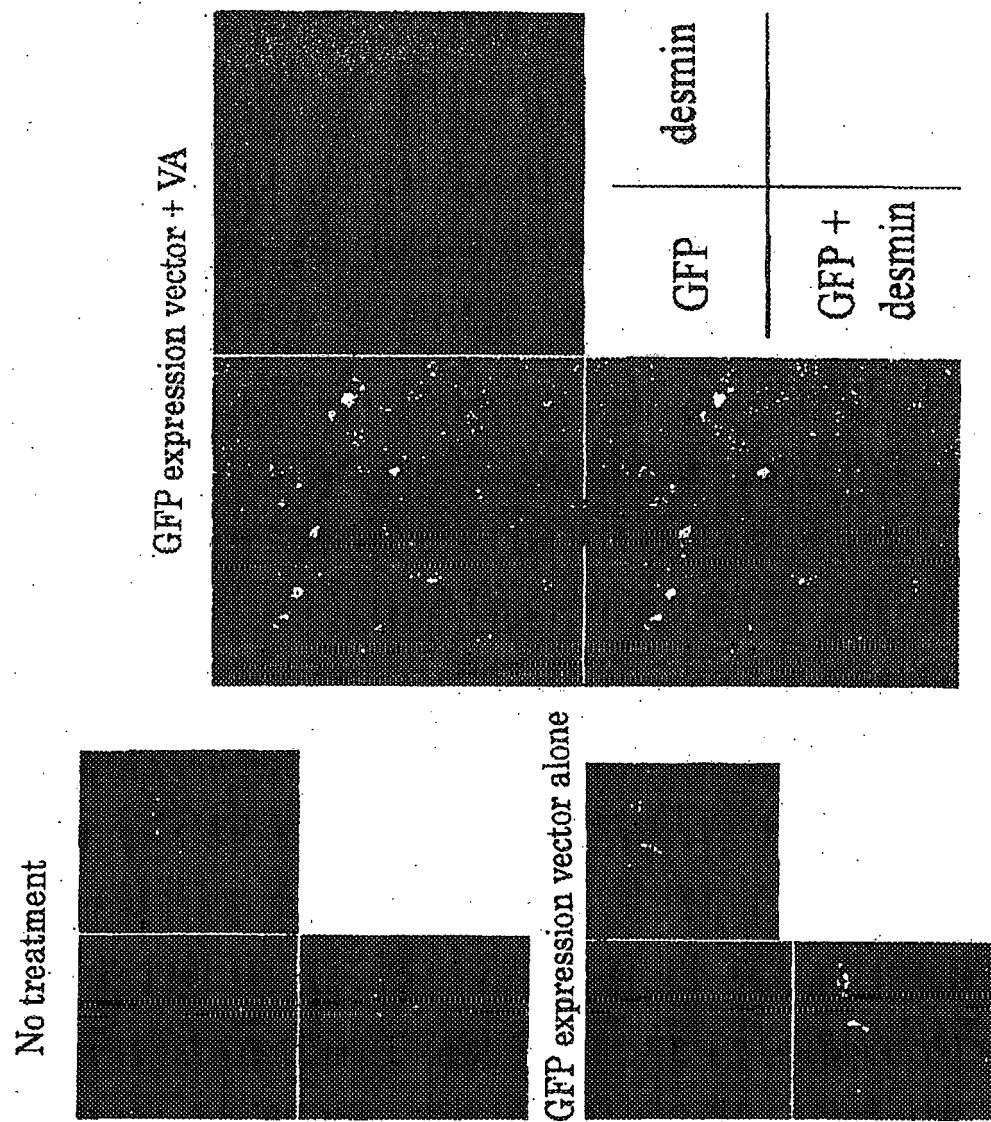 No treatment
GFP expression vector alone
GFP expression vector + VA
GFP
desmin
GFP +
desmin